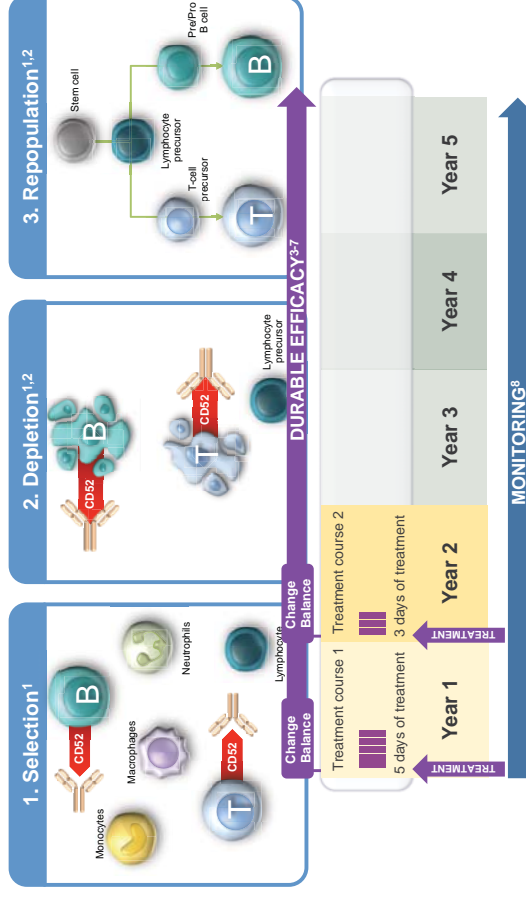 1. Selection¹
Monocytes
Macrophages
Neutrophils
CD52
B
CD52
T
Lymphocyte
2. Depletion¹,²
CD52
B
CD52
T
Lymphocyte
precursor
3. Repopulation¹,²
Stem cell
Lymphocyte
precursor
T-cell
precursor
Pre/Pro
B cell
T
B
Change
Balance
Change
Balance
DURABLE EFFICACY³⁻⁷
Treatment course 1
5 days of treatment
Treatment course 2
3 days of treatment
TREATMENT
TREATMENT
Year 1
Year 2
Year 3
Year 4
Year 5
MONITORING⁸